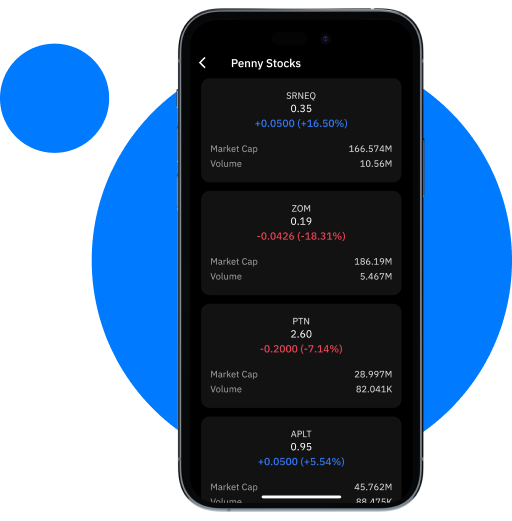 Penny Stocks
SRNEQ
0.35
+0.0500 (+16.50%)
Market Cap 166.574M
Volume 10.56M
ZOM
0.19
-0.0426 (-18.31%)
Market Cap 186.19M
Volume 5.467M
PTN
2.60
-0.2000 (-7.14%)
Market Cap 28.997M
Volume 82.041K
APLT
0.95
+0.0500 (+5.54%)
Market Cap 45.762M
Volume 88.475K